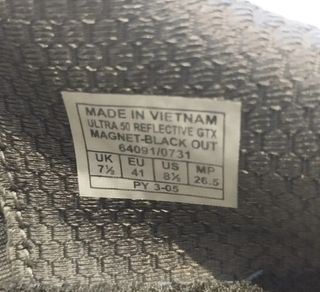 MADE IN VIETNAM
ULTRA 50 REFLECTIVE GTX
MAGNET-BLACK OUT
64091/0731
UK EU US MP
7½ 41 8½ 26.5
PY 3-05